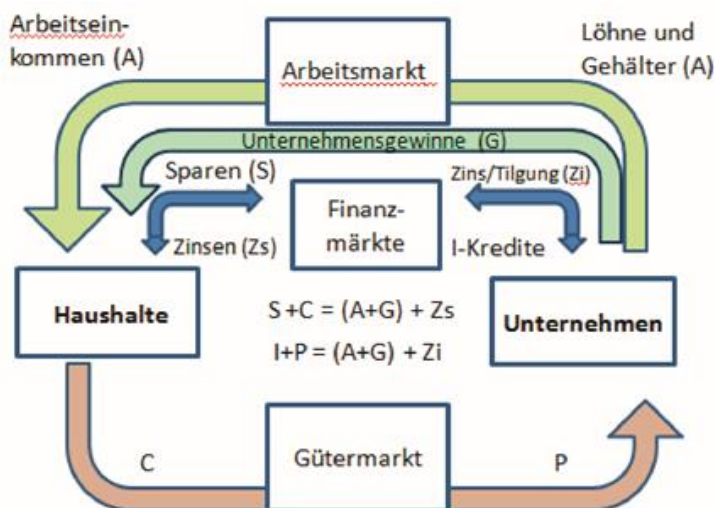 Arbeitsein-
kommen (A)
Arbeitsmarkt
Löhne und
Gehälter (A)
Unternehmensgewinne (G)
Sparen (S)
Zins/Tilgung (Zi)
Finanz-
märkte
Zinsen (Zs)
I-Kredite
Haushalte
S+C = (A+G) + Zs
I+P = (A+G) + Zi
Unternehmen
C
Gütermarkt
P